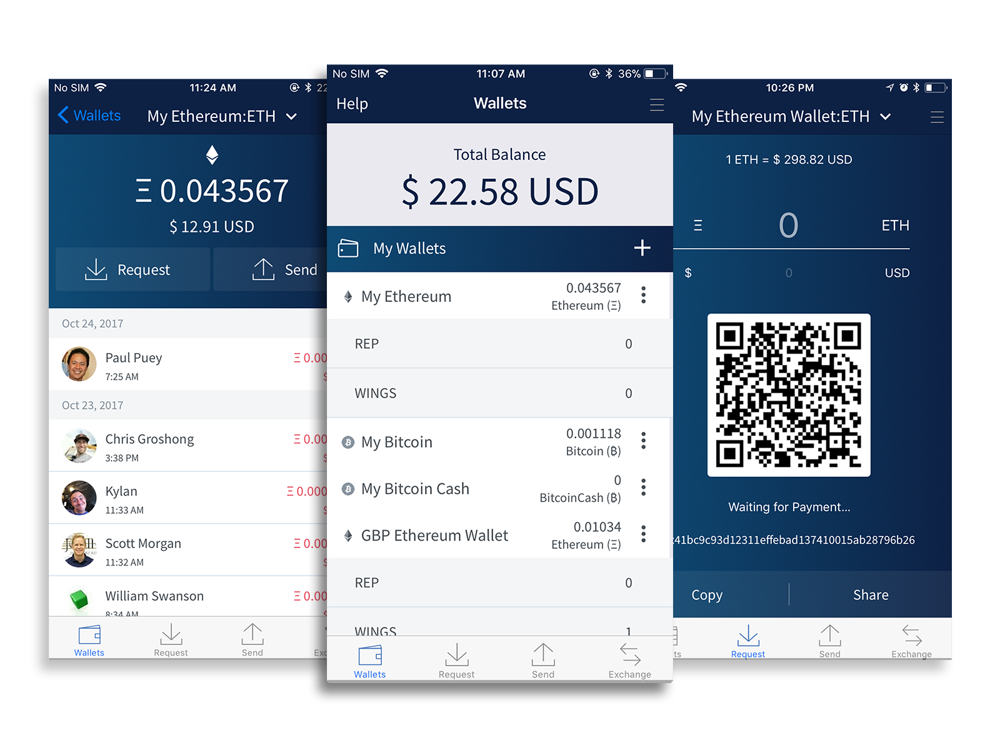 No SIM 11:24 AM 22
Wallets My Ethereum:ETH
Ξ 0.043567
$ 12.91 USD
Request Send
Oct 24, 2017
Paul Puey Ξ 0.00
7:25 AM $
Oct 23, 2017
Chris Groshong Ξ 0.00
3:38 PM $
Kylan Ξ 0.000
11:33 AM $
Scott Morgan Ξ 0.00
11:32 AM $
William Swanson Ξ 0.00
8:34 AM
Wallets Request Send Exc
No SIM 11:07 AM 36%
Help Wallets
Total Balance
$ 22.58 USD
My Wallets +
My Ethereum 0.043567
Ethereum (Ξ)
REP 0
WINGS 0
My Bitcoin 0.001118
Bitcoin (₿)
My Bitcoin Cash 0
BitcoinCash (₿)
GBP Ethereum Wallet 0.01034
Ethereum (Ξ)
REP 0
WINGS 1
Wallets Request Send Exchange
10:26 PM
My Ethereum Wallet:ETH
1 ETH = $ 298.82 USD
Ξ 0 ETH
$ 0 USD
Waiting for Payment...
41bc9c93d12311effebad137410015ab28796b26
Copy Share
ts Request Send Exchange